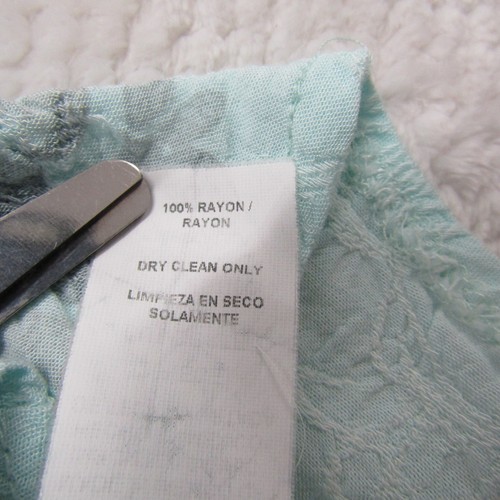 100% RAYON /
RAYON
DRY CLEAN ONLY
LIMPIEZA EN SECO
SOLAMENTE